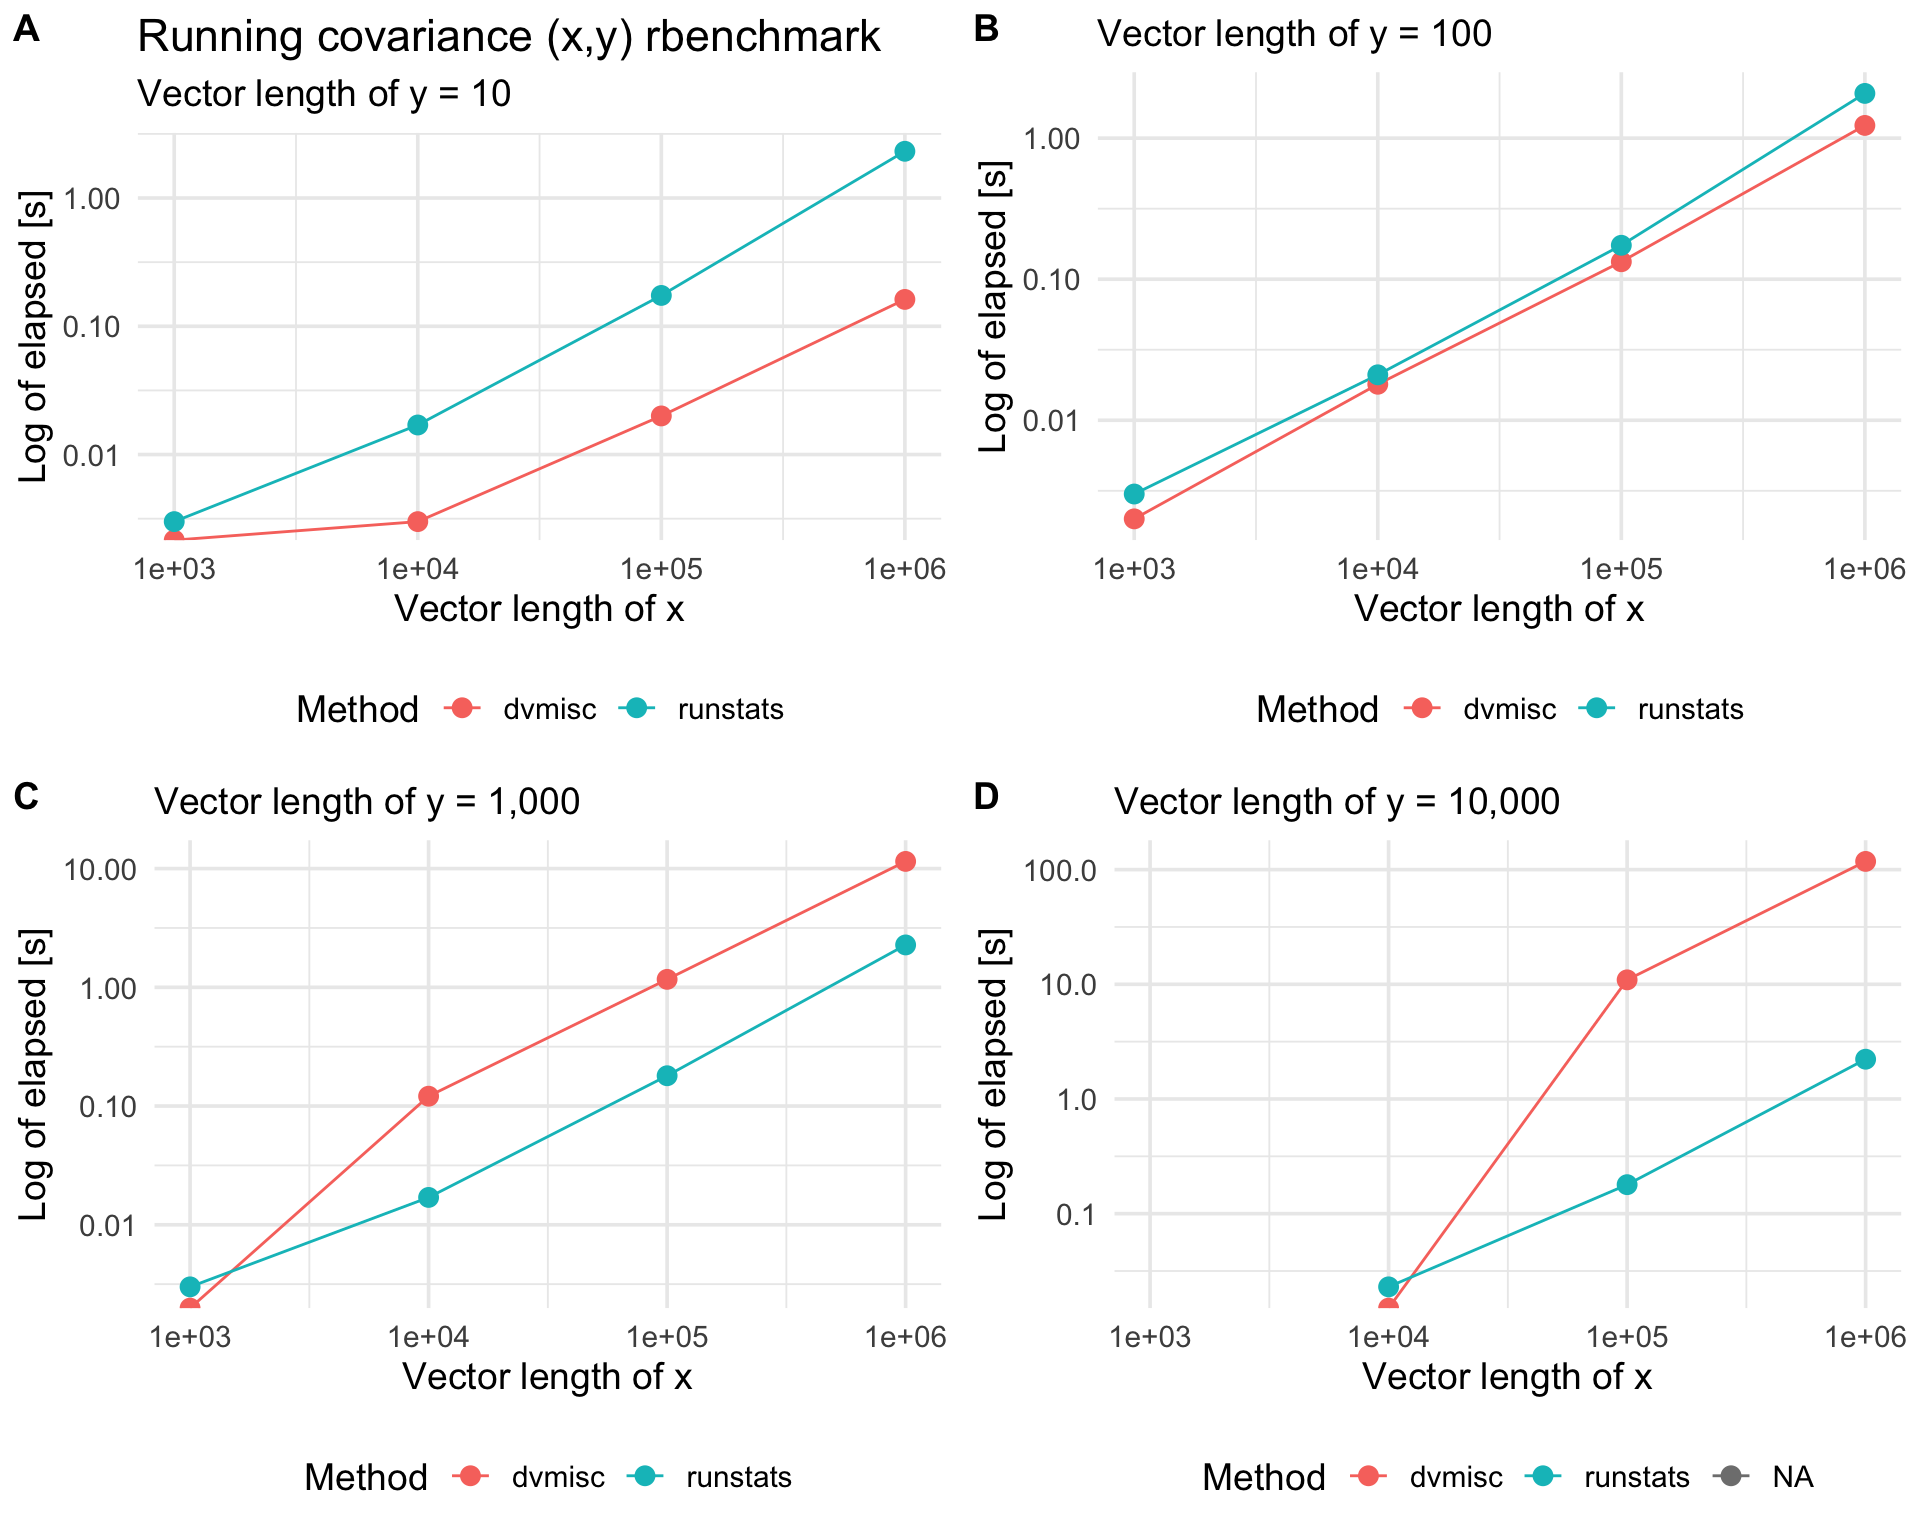 A
Running covariance (x,y) rbenchmark
Vector length of y = 10
Log of elapsed [s]
1.00
0.10
0.01
1e+03 1e+04 1e+05 1e+06
Vector length of x
Method dvmisc runstats
B
Vector length of y = 100
Log of elapsed [s]
1.00
0.10
0.01
1e+03 1e+04 1e+05 1e+06
Vector length of x
Method dvmisc runstats
C
Vector length of y = 1,000
Log of elapsed [s]
10.00
1.00
0.10
0.01
1e+03 1e+04 1e+05 1e+06
Vector length of x
Method dvmisc runstats
D
Vector length of y = 10,000
Log of elapsed [s]
100.0
10.0
1.0
0.1
1e+03 1e+04 1e+05 1e+06
Vector length of x
Method dvmisc runstats NA